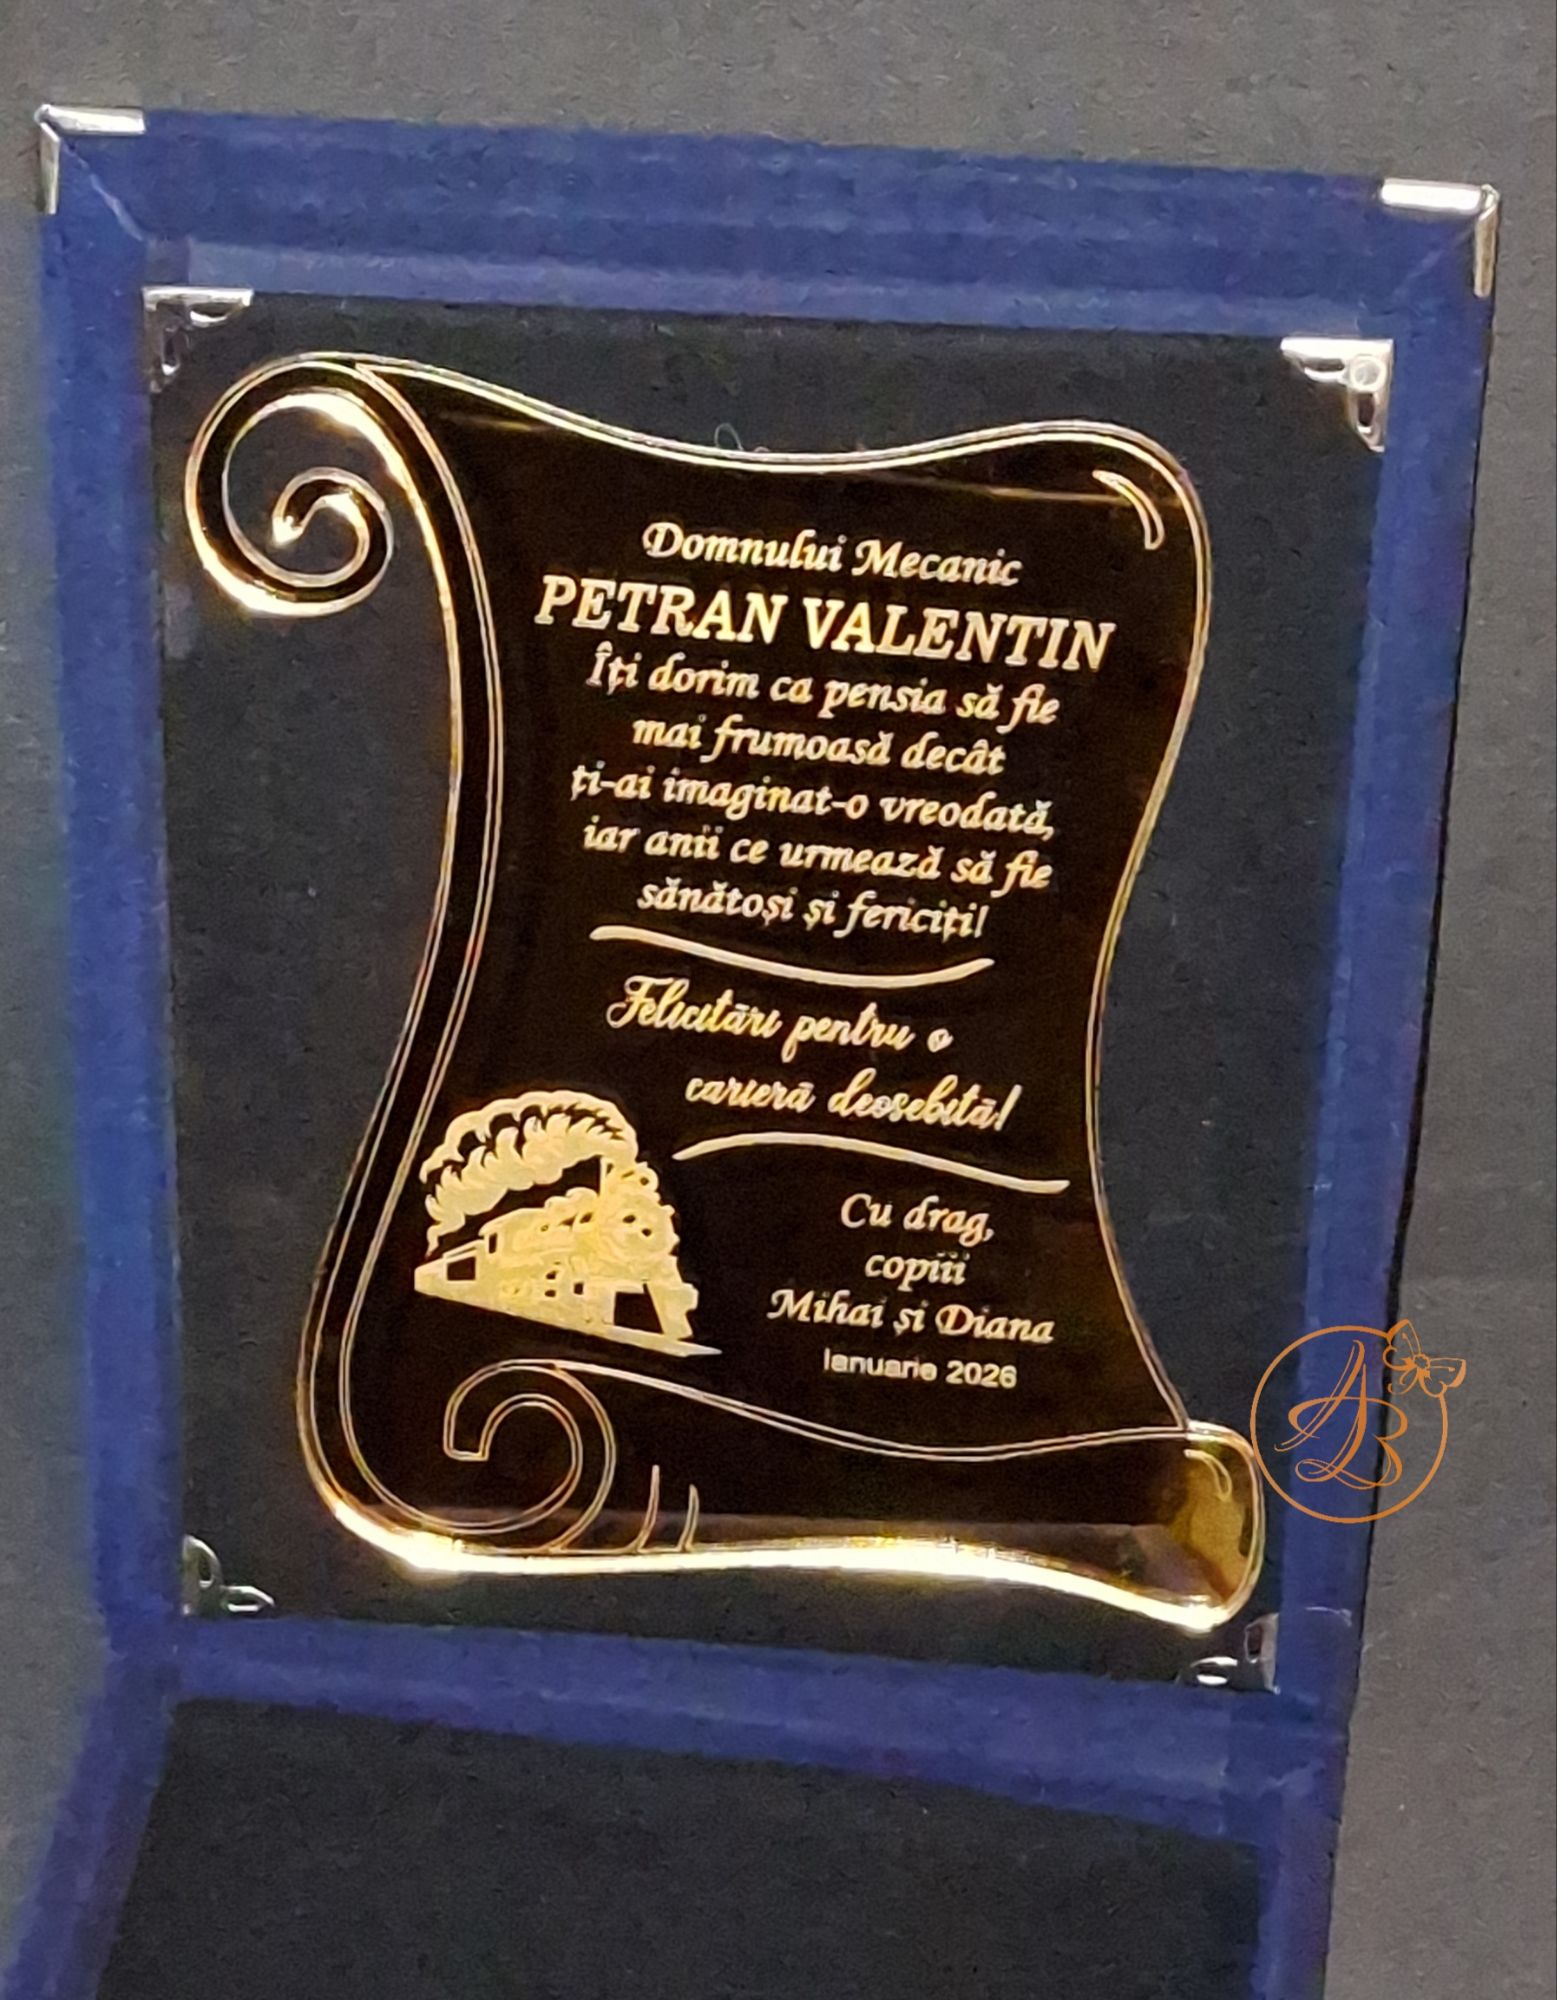 Domnului Mecanic
PETRAN VALENTIN
Îți dorim ca pensia să fie
mai frumoasă decât
ți-ai imaginat-o vreodată,
iar anii ce urmează să fie
sănătoși și fericiți!
Felicitări pentru o
carieră deosebită!
Cu drag,
copiii
Mihai și Diana
Ianuarie 2026
AB